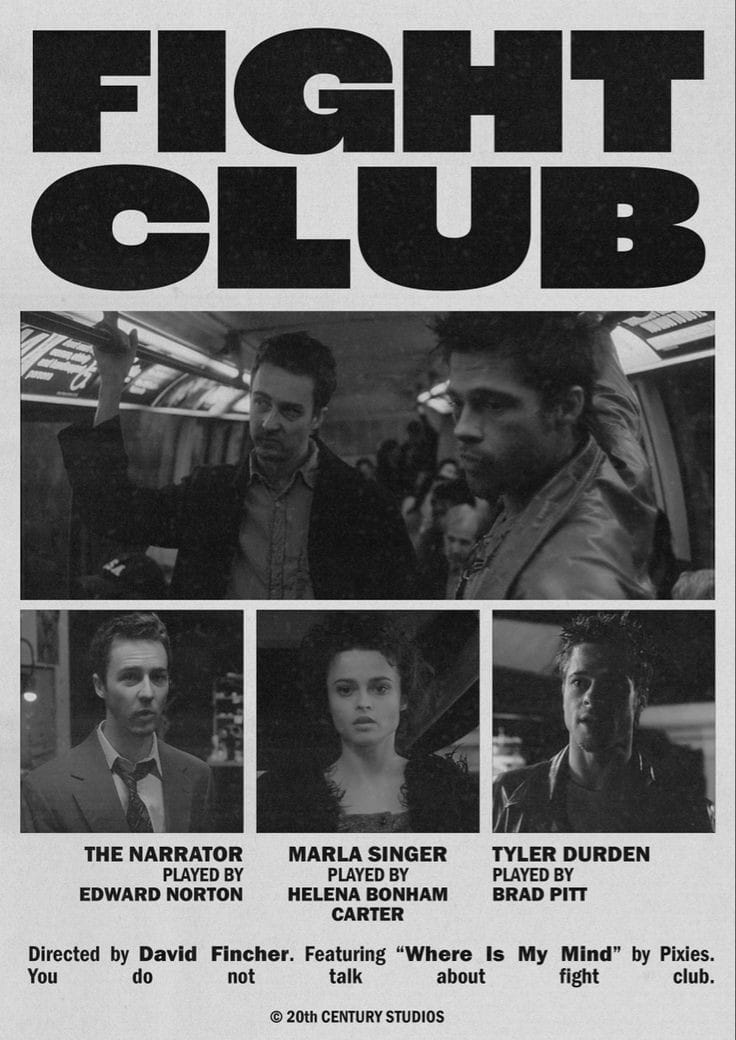 FIGHT
CLUB
THE NARRATOR
PLAYED BY
EDWARD NORTON
MARLA SINGER
PLAYED BY
HELENA BONHAM
CARTER
TYLER DURDEN
PLAYED BY
BRAD PITT
Directed by David Fincher. Featuring “Where Is My Mind” by Pixies.
You do not talk about fight club.
© 20th CENTURY STUDIOS